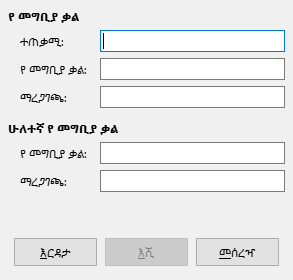 የ መግቢያ ቃል
ተጠቃሚ:
የ መግቢያ ቃል:
ማረጋገጫ:
ሁለተኛ የ መግቢያ ቃል
የ መግቢያ ቃል:
ማረጋገጫ:
እርዳታ
እሺ
መሰረዣ